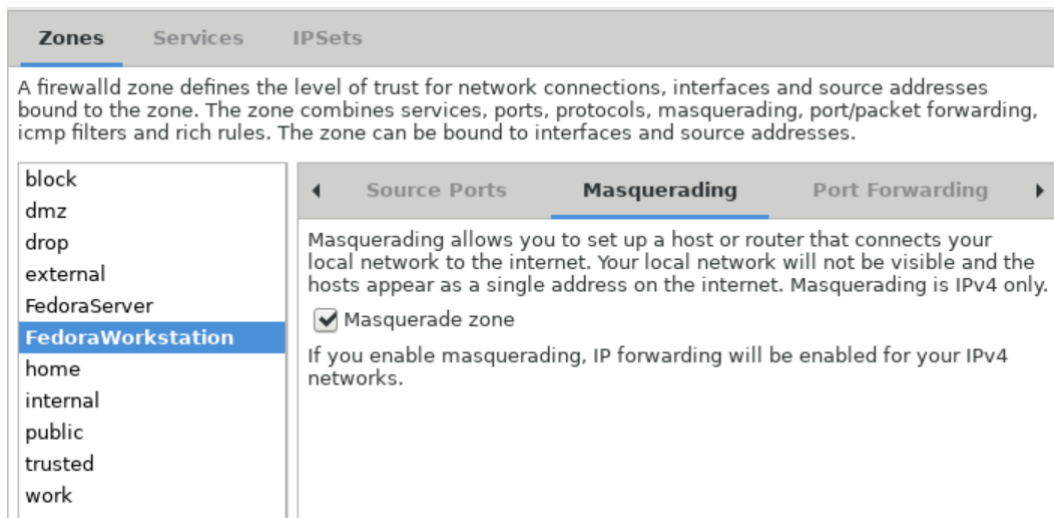 Zones Services IPSets
A firewalld zone defines the level of trust for network connections, interfaces and source addresses
bound to the zone. The zone combines services, ports, protocols, masquerading, port/packet forwarding,
icmp filters and rich rules. The zone can be bound to interfaces and source addresses.
block
dmz
drop
external
FedoraServer
FedoraWorkstation
home
internal
public
trusted
work
Source Ports Masquerading Port Forwarding
Masquerading allows you to set up a host or router that connects your
local network to the internet. Your local network will not be visible and the
hosts appear as a single address on the internet. Masquerading is IPv4 only.
Masquerade zone
If you enable masquerading, IP forwarding will be enabled for your IPv4
networks.